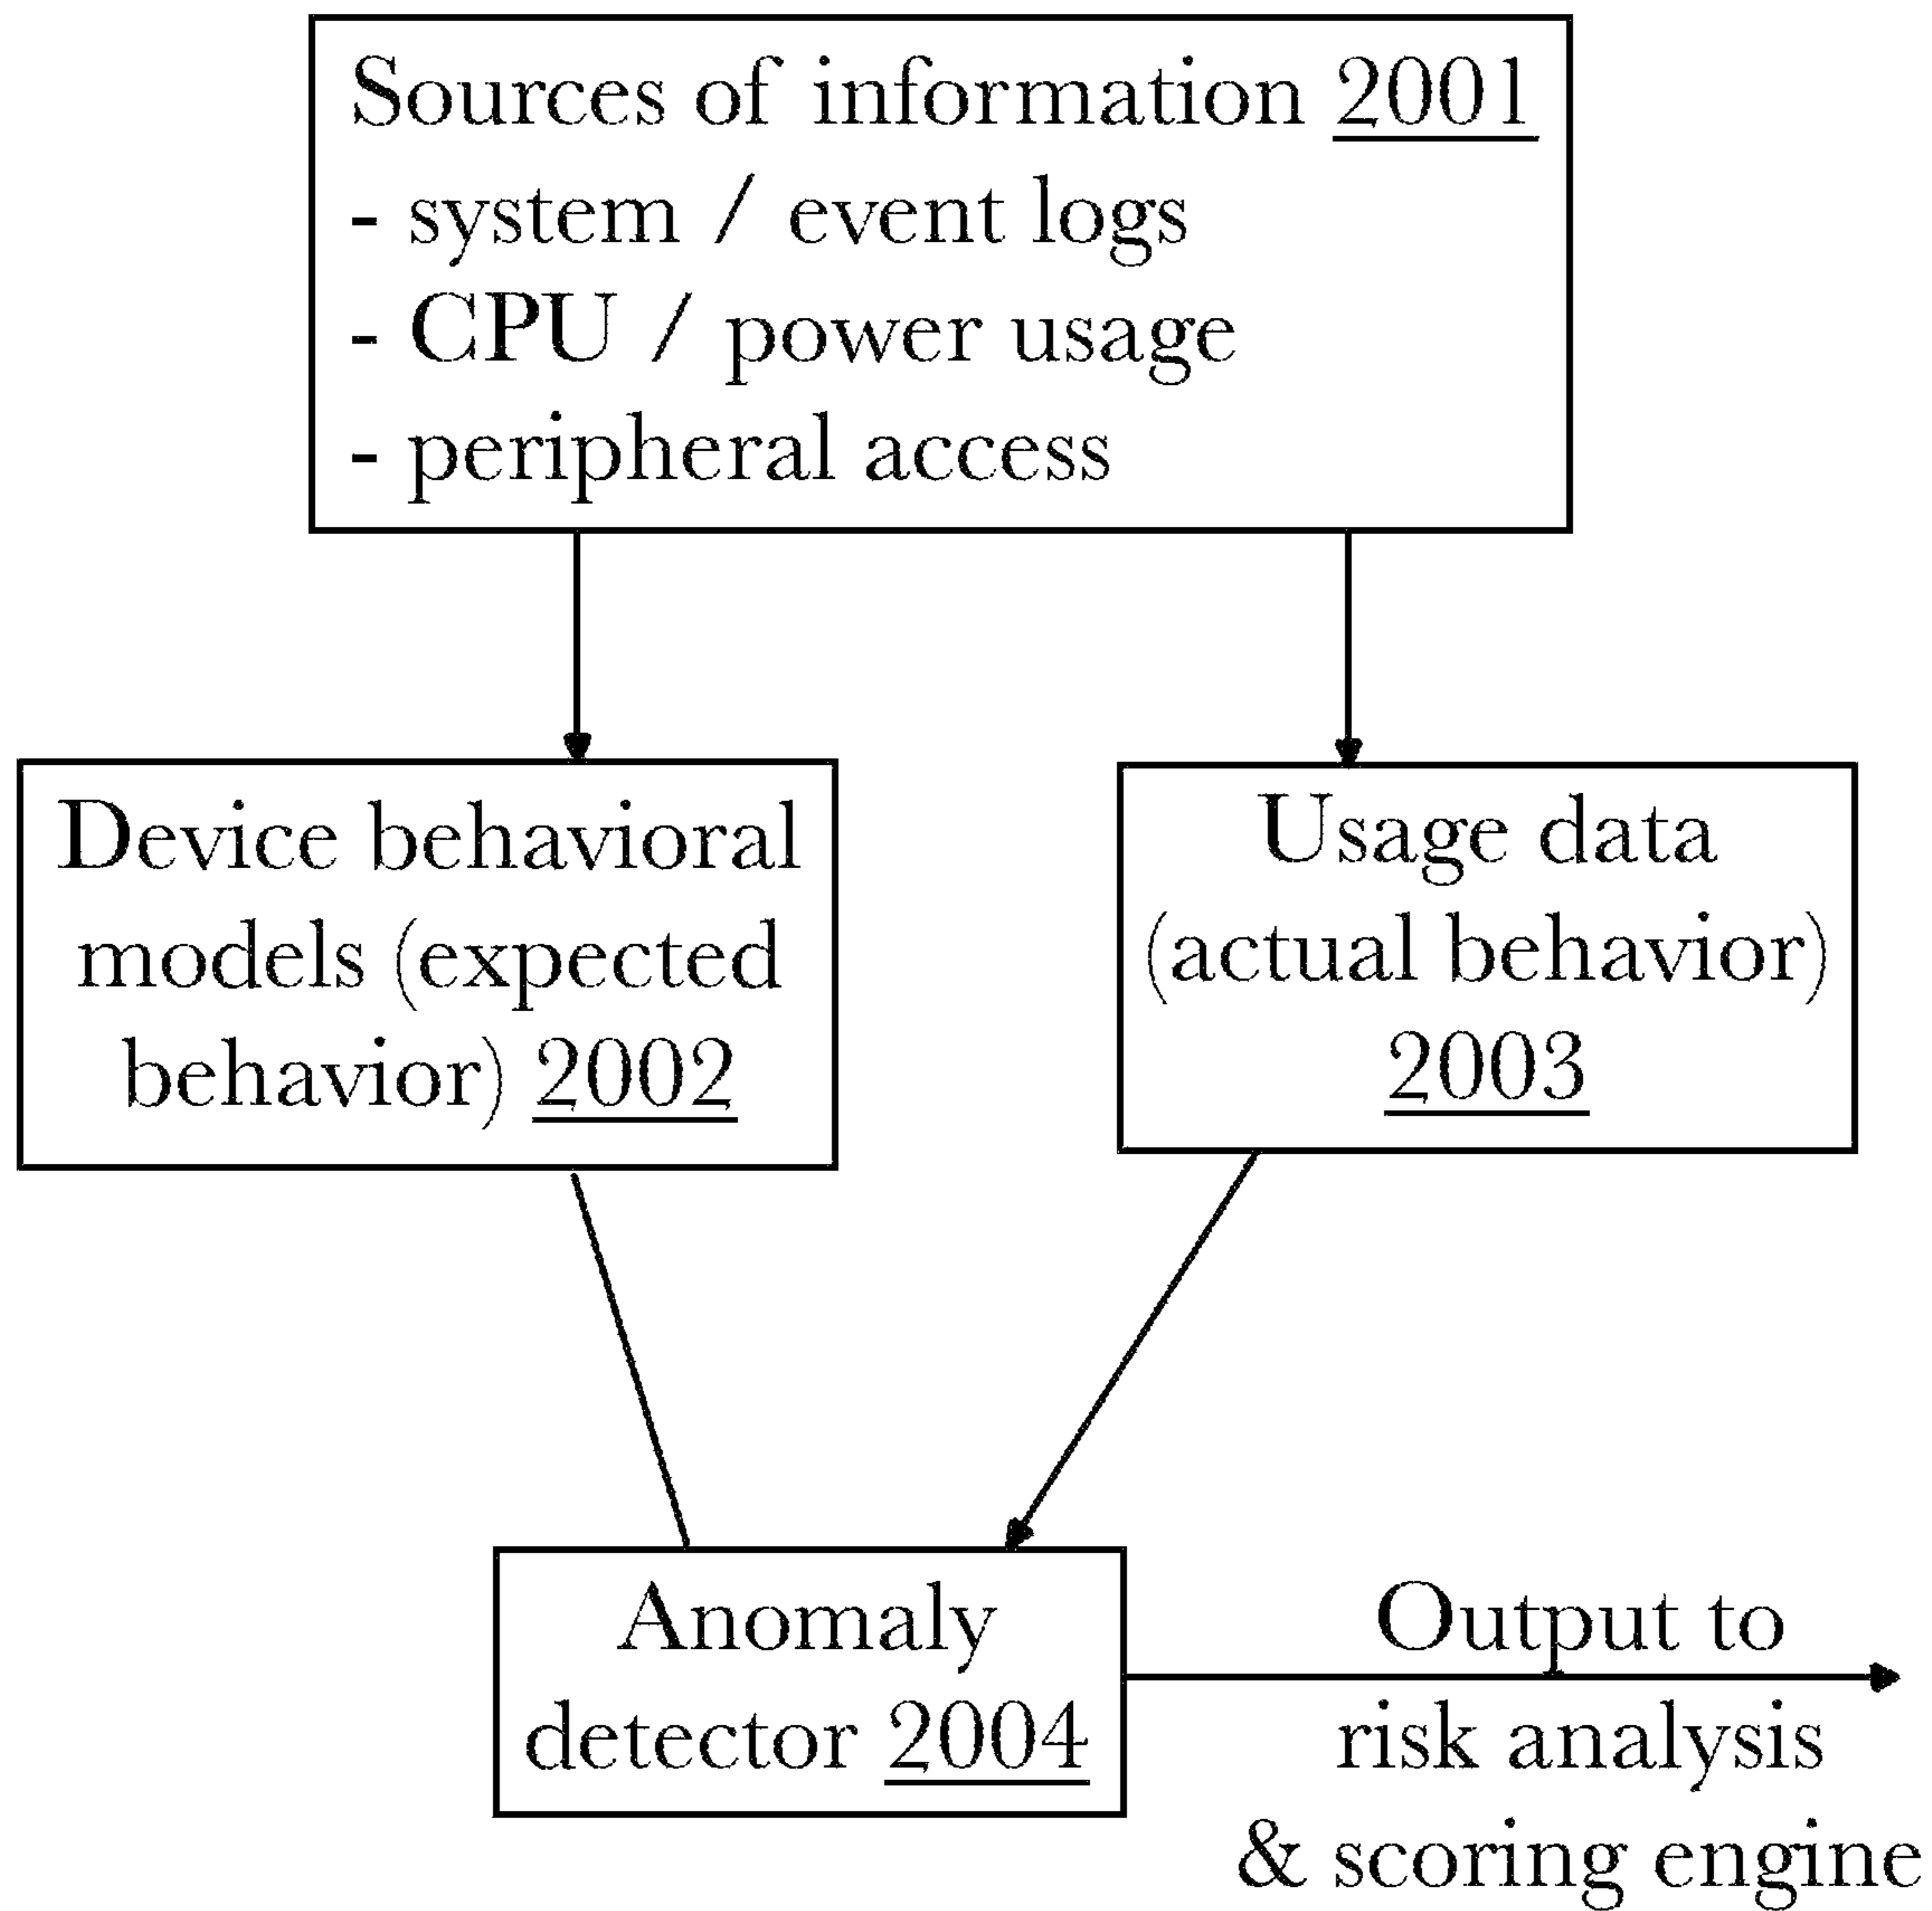 Sources of information 2001
- system / event logs
- CPU / power usage
- peripheral access
Device behavioral
models (expected
behavior) 2002
Usage data
(actual behavior)
2003
Anomaly
detector 2004
Output to
risk analysis
& scoring engine